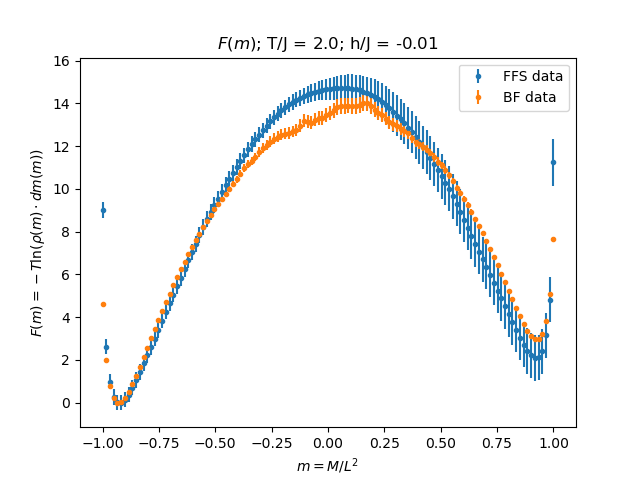 F(m); T/J = 2.0; h/J = -0.01
FFS data
BF data
F(m) = −T ln(ρ(m) · dm(m))
16
14
12
10
8
6
4
2
0
−1.00 −0.75 −0.50 −0.25 0.00 0.25 0.50 0.75 1.00
m = M/L²